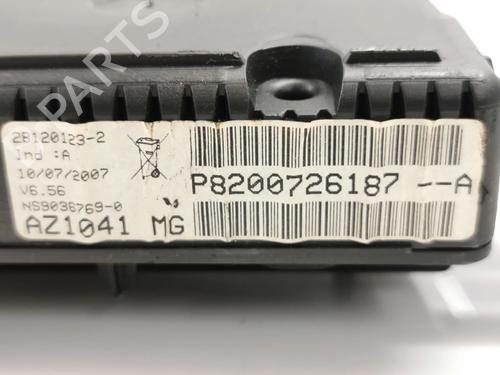 28120123-2
Ind :A
10/07/2007
V6.56
NS9036769-0
AZ1041 MG
P8200726187 --A
B PARTS